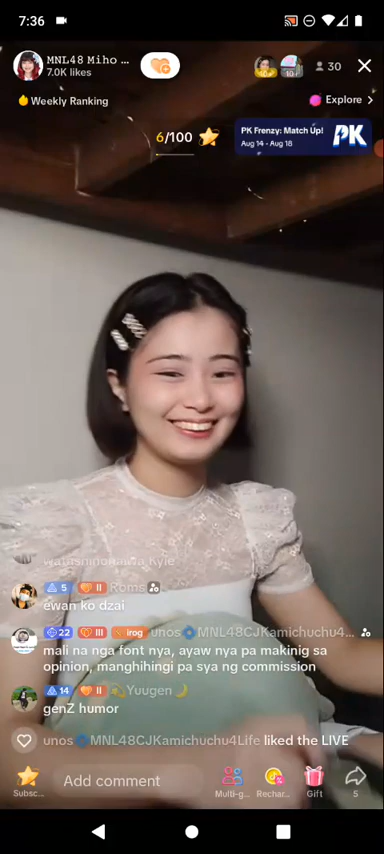 7:36
MNL48 Miho ...
7.0K likes
30
Weekly Ranking
Explore >
6/100
PK Frenzy: Match Up!
Aug 14 - Aug 18
PK
5 II Roms
ewan ko dzai
22 III irog unos🔷MNL48CJKamichuchu4...
mali na nga font nya, ayaw nya pa makinig sa
opinion, manghihingi pa sya ng commission
14 II 💫Yuugen🌙
genZ humor
unos🔷MNL48CJKamichuchu4Life liked the LIVE
Add comment
Subsc... Multi-g... Rechar... Gift 5